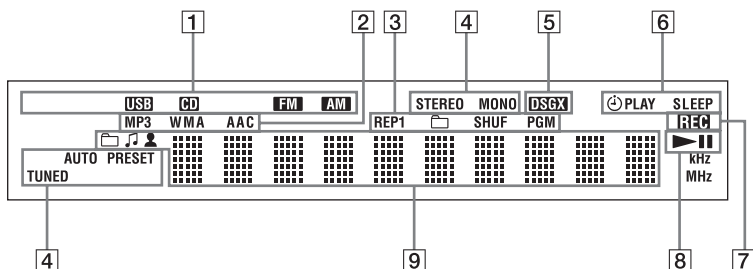 1 2 3 4 5 6
USB CD FM AM STEREO MONO DSGX PLAY SLEEP
MP3 WMA AAC REP1 SHUF PGM REC
AUTO PRESET kHz
TUNED MHz
4 9 8 7